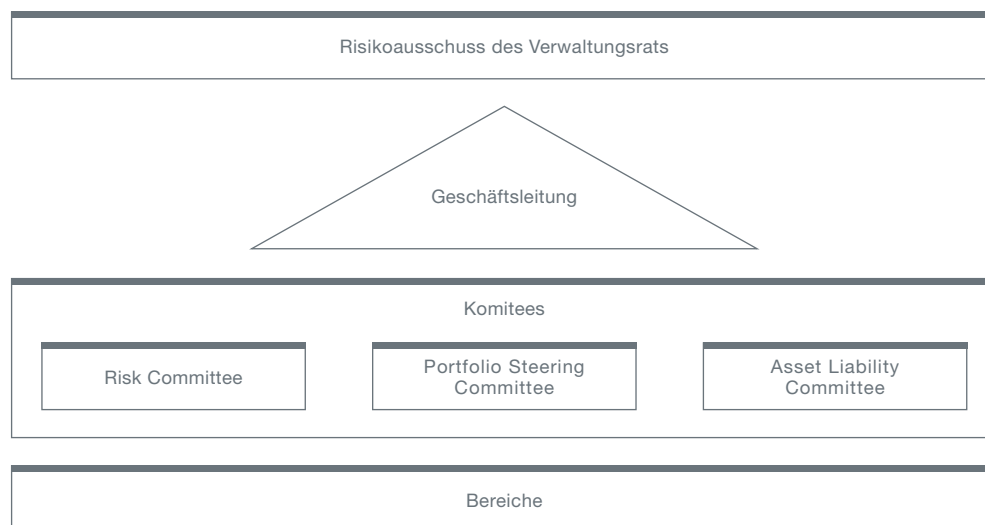 Risikoausschuss des Verwaltungsrats
Geschäftsleitung
Komitees
Risk Committee
Portfolio Steering
Committee
Asset Liability
Committee
Bereiche